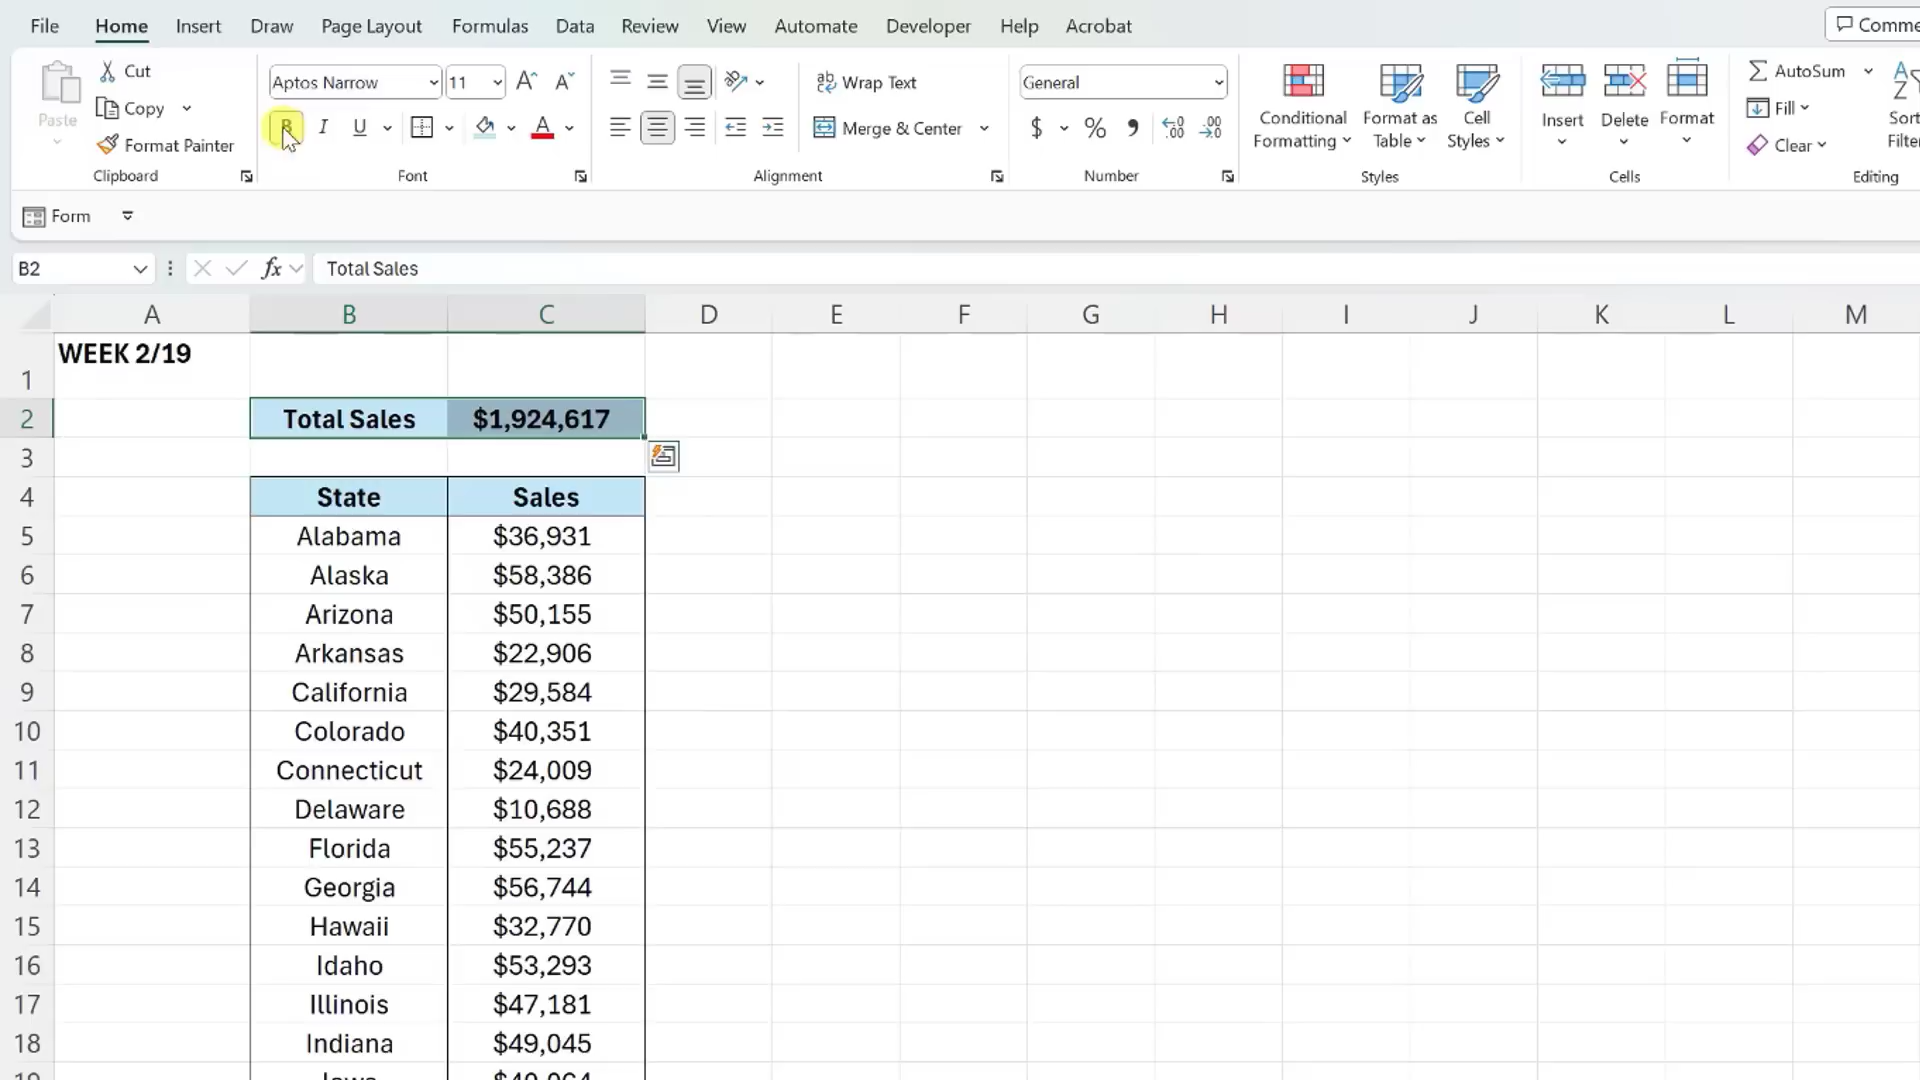 File Home Insert Draw Page Layout Formulas Data Review View Automate Developer Help Acrobat
Cut
Copy
Format Painter
Paste
Clipboard
Aptos Narrow 11
B I U
Font
Wrap Text
Merge & Center
Alignment
General
$ % 9
Number
Conditional Formatting
Format as Table
Cell Styles
Styles
Insert Delete Format
Cells
AutoSum
Fill
Clear
Editing
Form
B2 fx Total Sales
A B C D E F G H I J K L M
1 WEEK 2/19
2 Total Sales $1,924,617
3
4 State Sales
5 Alabama $36,931
6 Alaska $58,386
7 Arizona $50,155
8 Arkansas $22,906
9 California $29,584
10 Colorado $40,351
11 Connecticut $24,009
12 Delaware $10,688
13 Florida $55,237
14 Georgia $56,744
15 Hawaii $32,770
16 Idaho $53,293
17 Illinois $47,181
18 Indiana $49,045